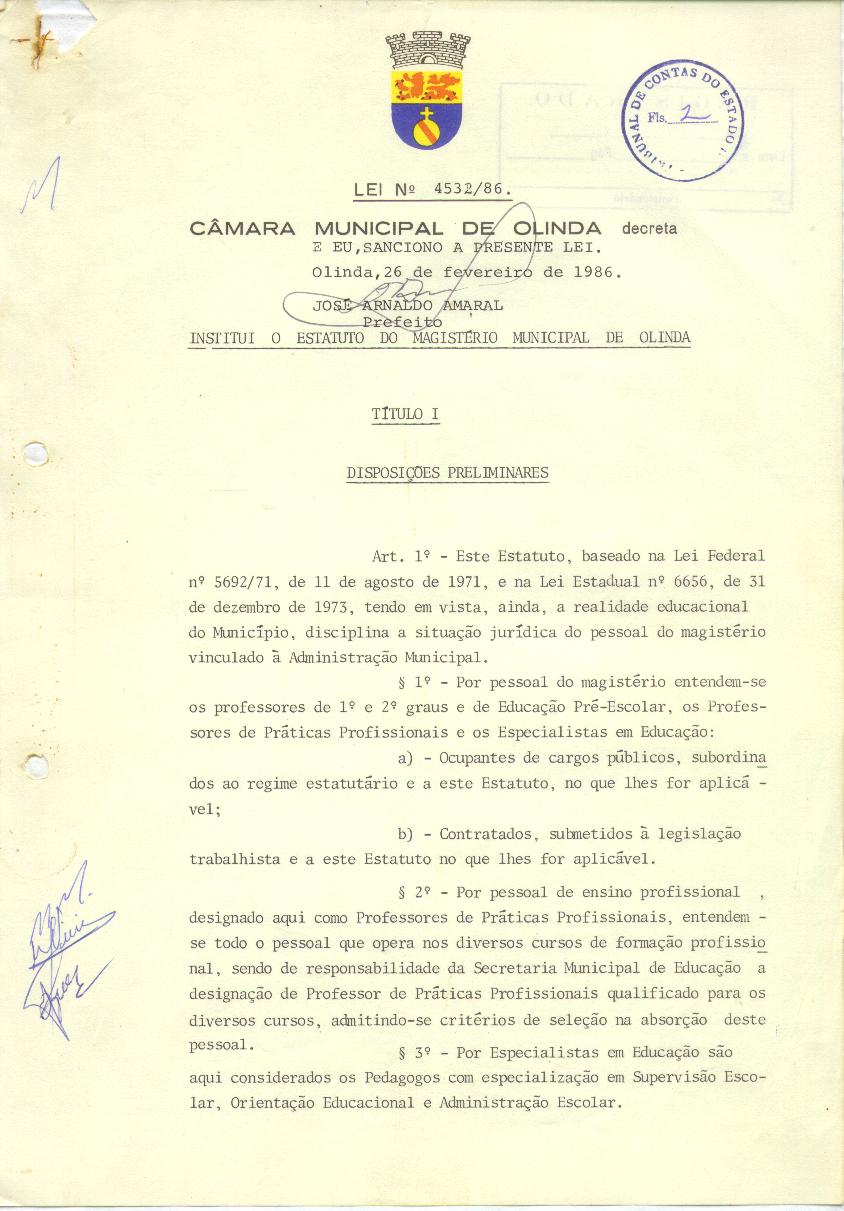 TRIBUNAL DE CONTAS DO ESTADO
Fls. 2
LEI Nº 4532/86.
CÂMARA MUNICIPAL DE OLINDA decreta
E EU,SANCIONO A PRESENTE LEI.
Olinda,26 de fevereiro de 1986.
JOSÉ ARNALDO AMARAL
Prefeito
INSTITUI O ESTATUTO DO MAGISTÉRIO MUNICIPAL DE OLINDA
TÍTULO I
DISPOSIÇÕES PRELIMINARES
Art. 1º - Este Estatuto, baseado na Lei Federal
nº 5692/71, de 11 de agosto de 1971, e na Lei Estadual nº 6656, de 31
de dezembro de 1973, tendo em vista, ainda, a realidade educacional
do Município, disciplina a situação jurídica do pessoal do magistério
vinculado à Administração Municipal.
§ 1º - Por pessoal do magistério entendem-se
os professores de 1º e 2º graus e de Educação Pré-Escolar, os Profes-
sores de Práticas Profissionais e os Especialistas em Educação:
a) - Ocupantes de cargos públicos, subordina
dos ao regime estatutário e a este Estatuto, no que lhes for aplicá -
vel;
b) - Contratados, submetidos à legislação
trabalhista e a este Estatuto no que lhes for aplicável.
§ 2º - Por pessoal de ensino profissional ,
designado aqui como Professores de Práticas Profissionais, entendem -
se todo o pessoal que opera nos diversos cursos de formação profissio
nal, sendo de responsabilidade da Secretaria Municipal de Educação a
designação de Professor de Práticas Profissionais qualificado para os
diversos cursos, admitindo-se critérios de seleção na absorção deste
pessoal.
§ 3º - Por Especialistas em Educação são
aqui considerados os Pedagogos com especialização em Supervisão Esco-
lar, Orientação Educacional e Administração Escolar.